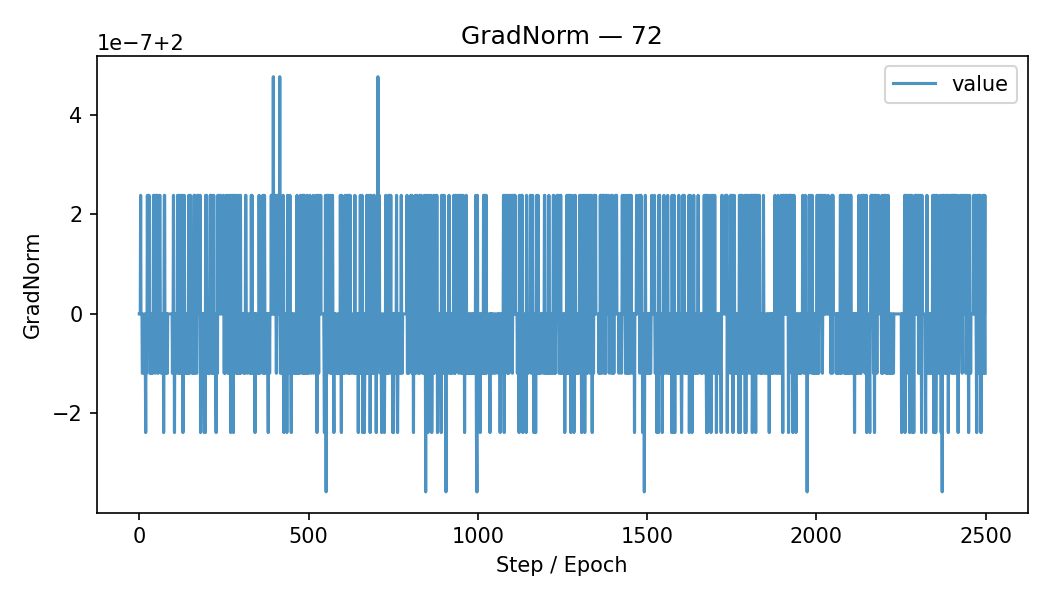 GradNorm — 72
1e−7+2
value
4
2
0
−2
GradNorm
0
500
1000
1500
2000
2500
Step / Epoch